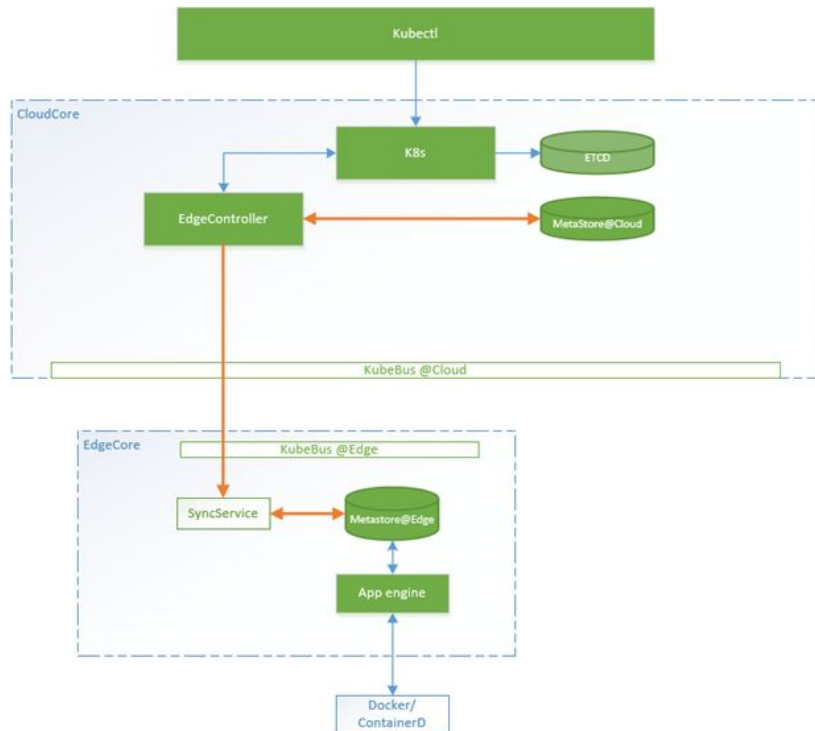 Kubectl
CloudCore
K8s
ETCD
EdgeController
MetaStore@Cloud
KubeBus @Cloud
EdgeCore
KubeBus @Edge
SyncService
Metastore@Edge
App engine
Docker/
ContainerD